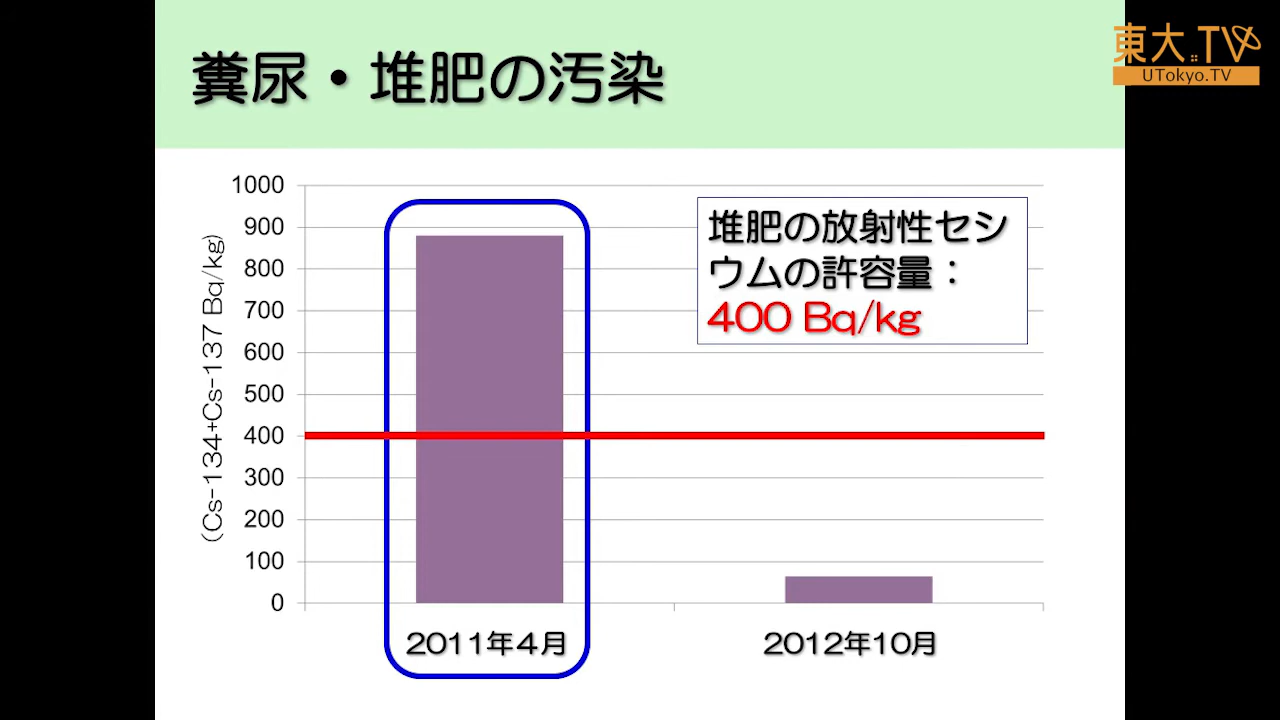 糞尿・堆肥の汚染
東大.TV
UTokyo.TV
1000
900
800
700
600
500
400
300
200
100
0
(Cs-134+Cs-137 Bq/kg)
堆肥の放射性セシ
ウムの許容量：
400 Bq/kg
2011年4月
2012年10月